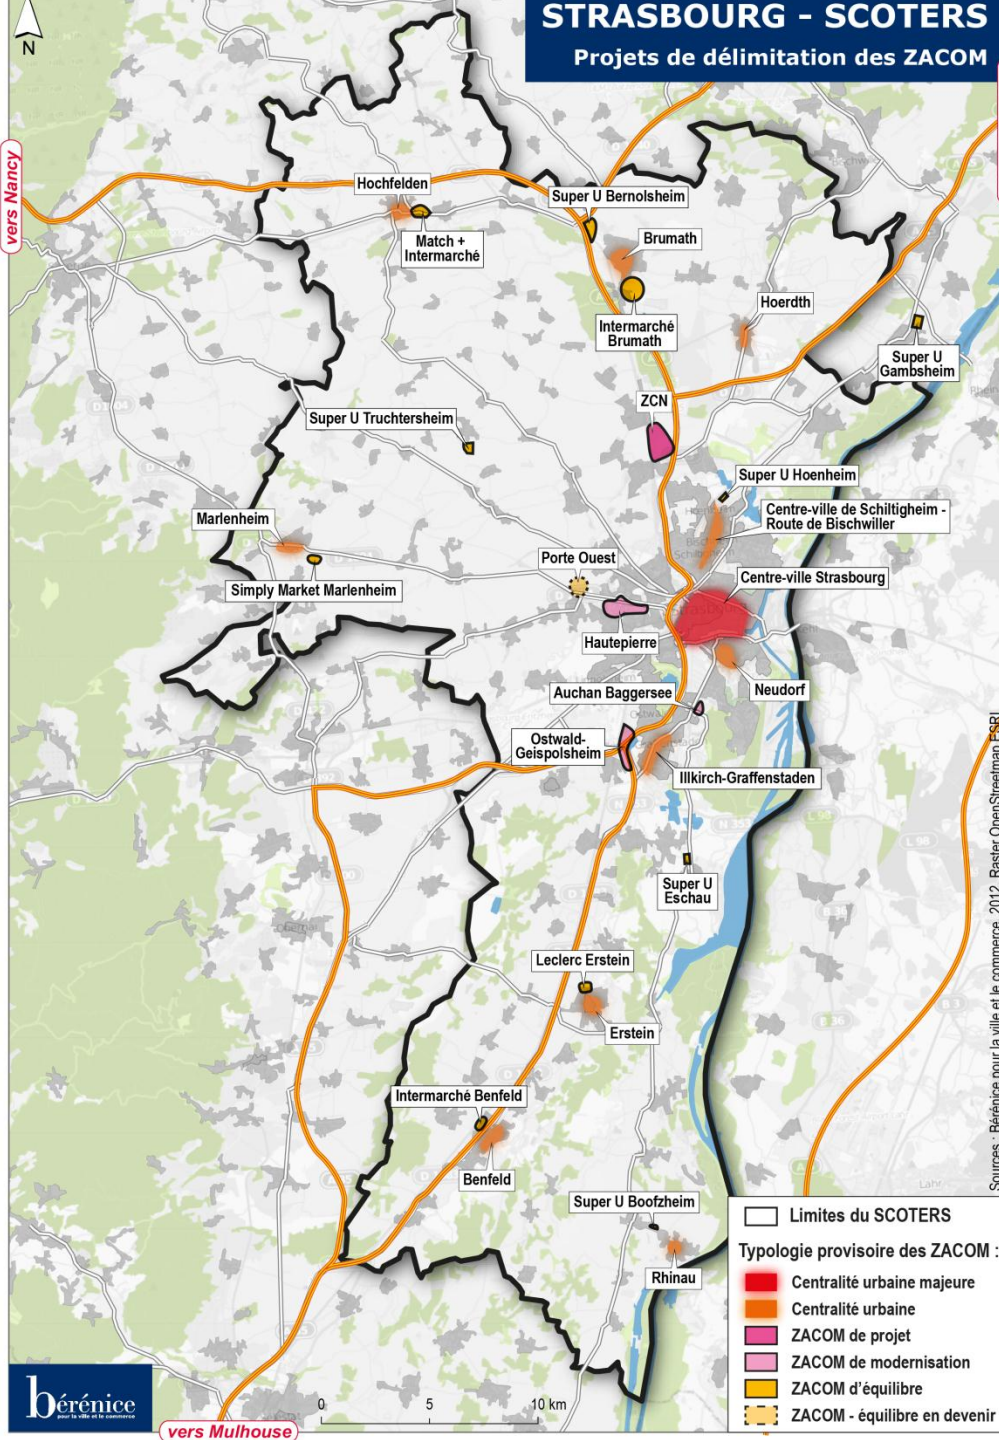 STRASBOURG - SCOTERS
Projets de délimitation des ZACOM
N
vers Nancy
Hochfelden
Match +
Intermarché
Super U Bernolsheim
Brumath
Intermarché
Brumath
Hoerdth
Super U
Gambsheim
ZCN
Super U Truchtersheim
Super U Hoenheim
Centre-ville de Schiltigheim -
Route de Bischwiller
Marlenheim
Simply Market Marlenheim
Porte Ouest
Centre-ville Strasbourg
Hautepierre
Neudorf
Auchan Baggersee
Ostwald-
Geispolsheim
Illkirch-Graffenstaden
Super U
Eschau
Leclerc Erstein
Erstein
Intermarché Benfeld
Benfeld
Super U Boofzheim
Rhinau
Lahr
Sources : Bérénice pour la ville et le commerce, 2012, Raster OpenStreetmap ESRI
Limites du SCOTERS
Typologie provisoire des ZACOM :
Centralité urbaine majeure
Centralité urbaine
ZACOM de projet
ZACOM de modernisation
ZACOM d'équilibre
ZACOM - équilibre en devenir
bérénice
pour la ville et le commerce
0 5 10 km
vers Mulhouse